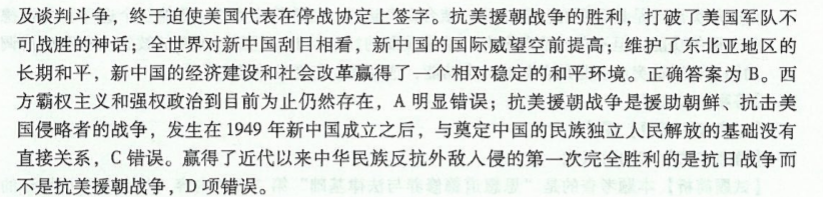 及谈判斗争，终于迫使美国代表在停战协定上签字。抗美援朝战争的胜利，打破了美国军队不
可战胜的神话；全世界对新中国刮目相看，新中国的国际威望空前提高；维护了东北亚地区的
长期和平，新中国的经济建设和社会改革赢得了一个相对稳定的和平环境。正确答案为 B。西
方霸权主义和强权政治到目前为止仍然存在，A 明显错误；抗美援朝战争是援助朝鲜、抗击美
国侵略者的战争，发生在 1949 年新中国成立之后，与奠定中国的民族独立人民解放的基础没有
直接关系，C 错误。赢得了近代以来中华民族反抗外敌入侵的第一次完全胜利的是抗日战争而
不是抗美援朝战争，D 项错误。